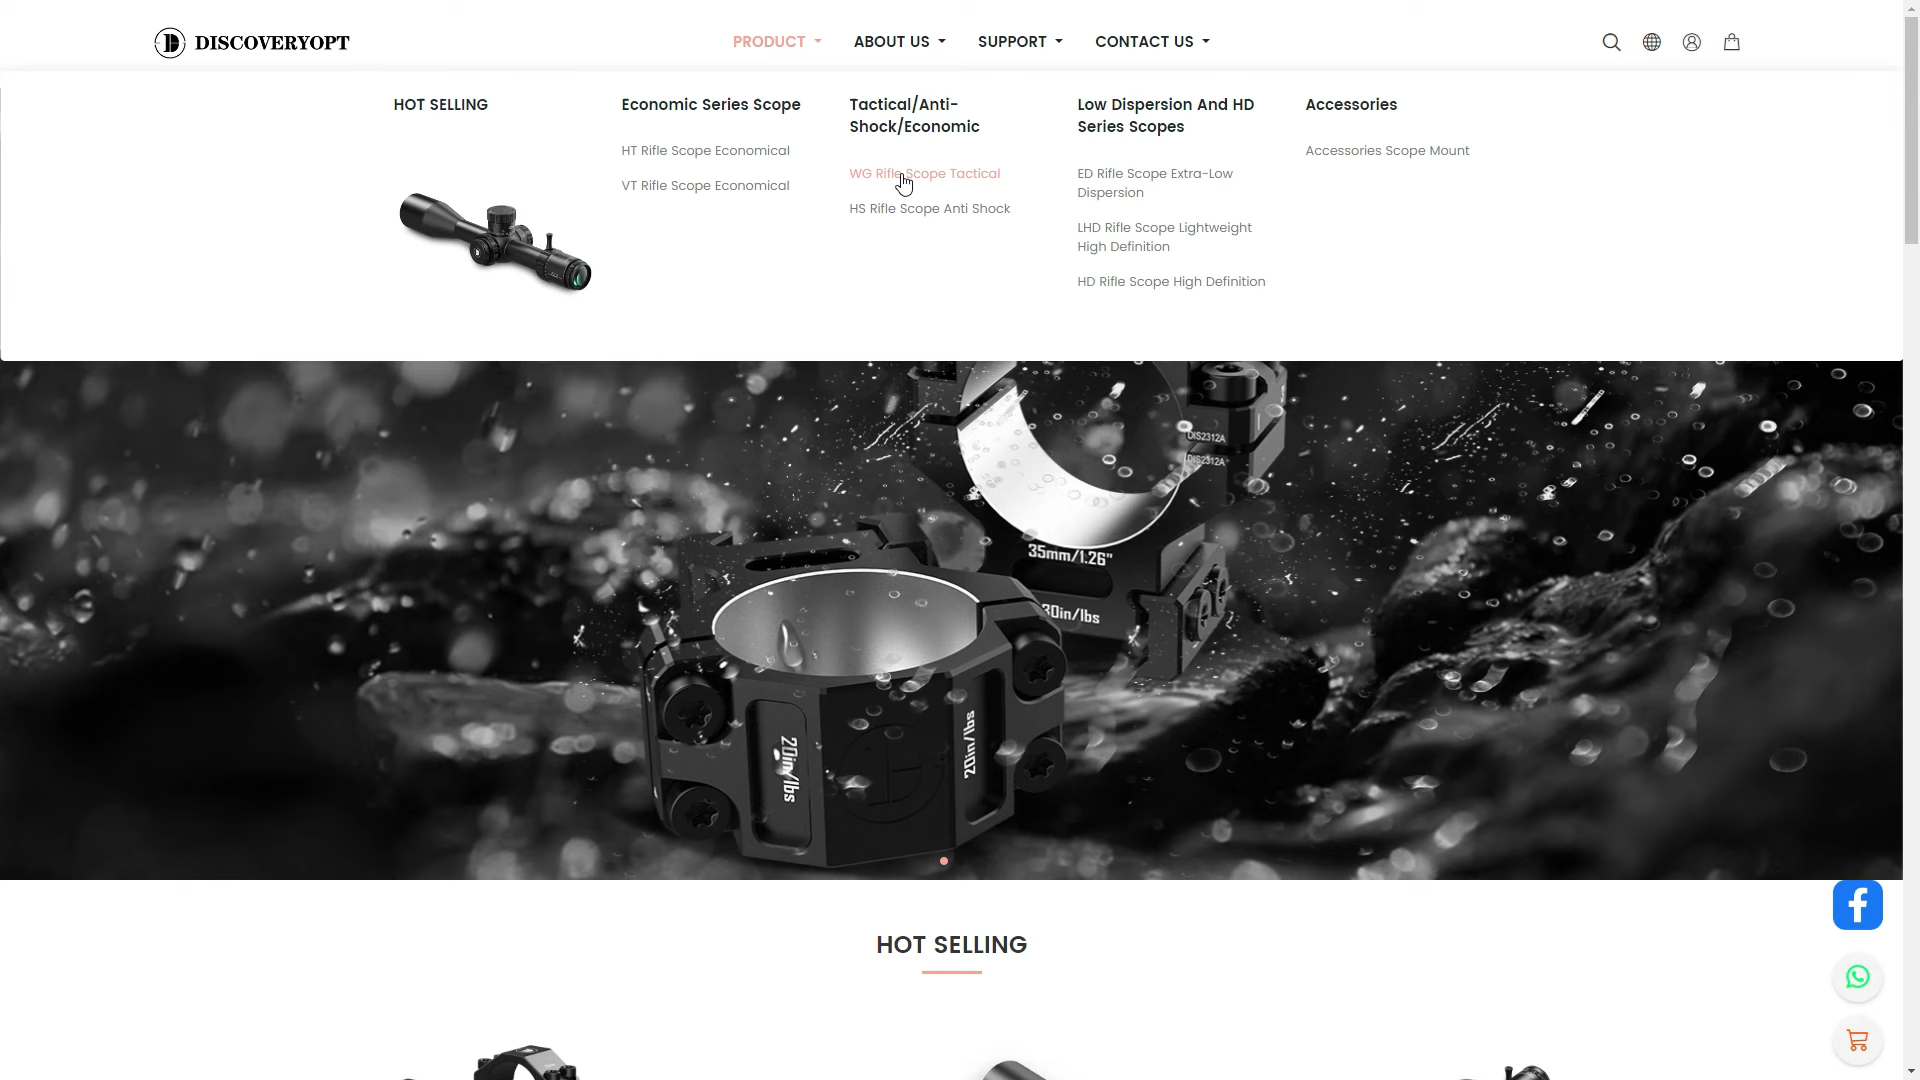 DISCOVERYOPT
PRODUCT
ABOUT US
SUPPORT
CONTACT US
HOT SELLING
Economic Series Scope
HT Rifle Scope Economical
VT Rifle Scope Economical
Tactical/Anti-
Shock/Economic
WG Rifle Scope Tactical
HS Rifle Scope Anti Shock
Low Dispersion And HD
Series Scopes
ED Rifle Scope Extra-Low
Dispersion
LHD Rifle Scope Lightweight
High Definition
HD Rifle Scope High Definition
Accessories
Accessories Scope Mount
DIS2312A
DIS2312A
35mm/1.26"
30in/lbs
20in/lbs
20in/lbs
HOT SELLING